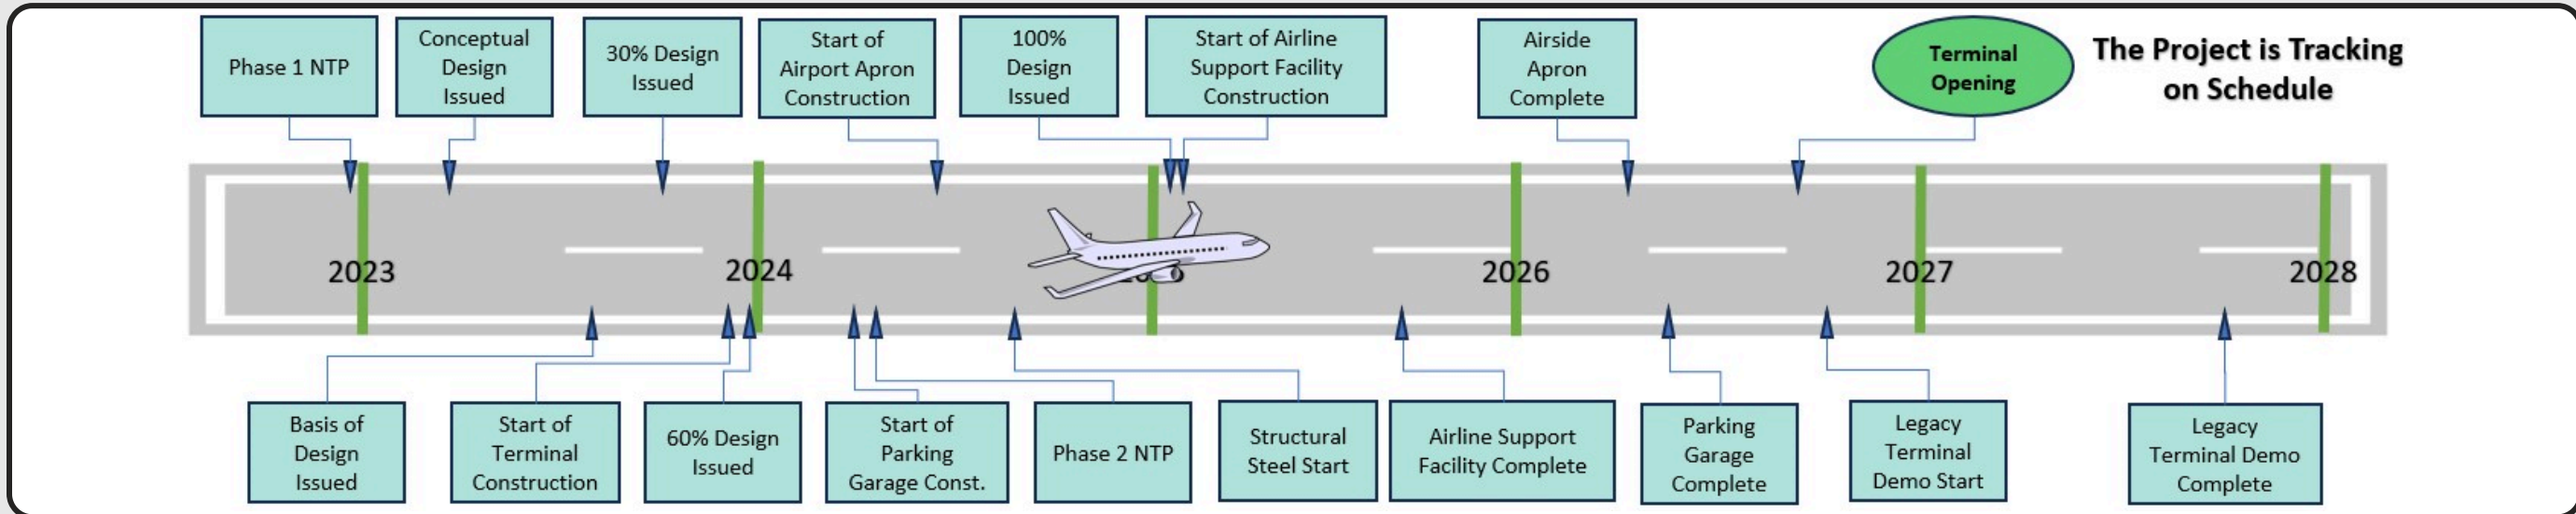 Phase 1 NTP
Conceptual
Design
Issued
30% Design
Issued
Start of
Airport Apron
Construction
100%
Design
Issued
Start of Airline
Support Facility
Construction
Airside
Apron
Complete
Terminal
Opening
The Project is Tracking
on Schedule
2023
2024
2026
2027
2028
Basis of
Design
Issued
Start of
Terminal
Construction
60% Design
Issued
Start of
Parking
Garage Const.
Phase 2 NTP
Structural
Steel Start
Airline Support
Facility Complete
Parking
Garage
Complete
Legacy
Terminal
Demo Start
Legacy
Terminal Demo
Complete